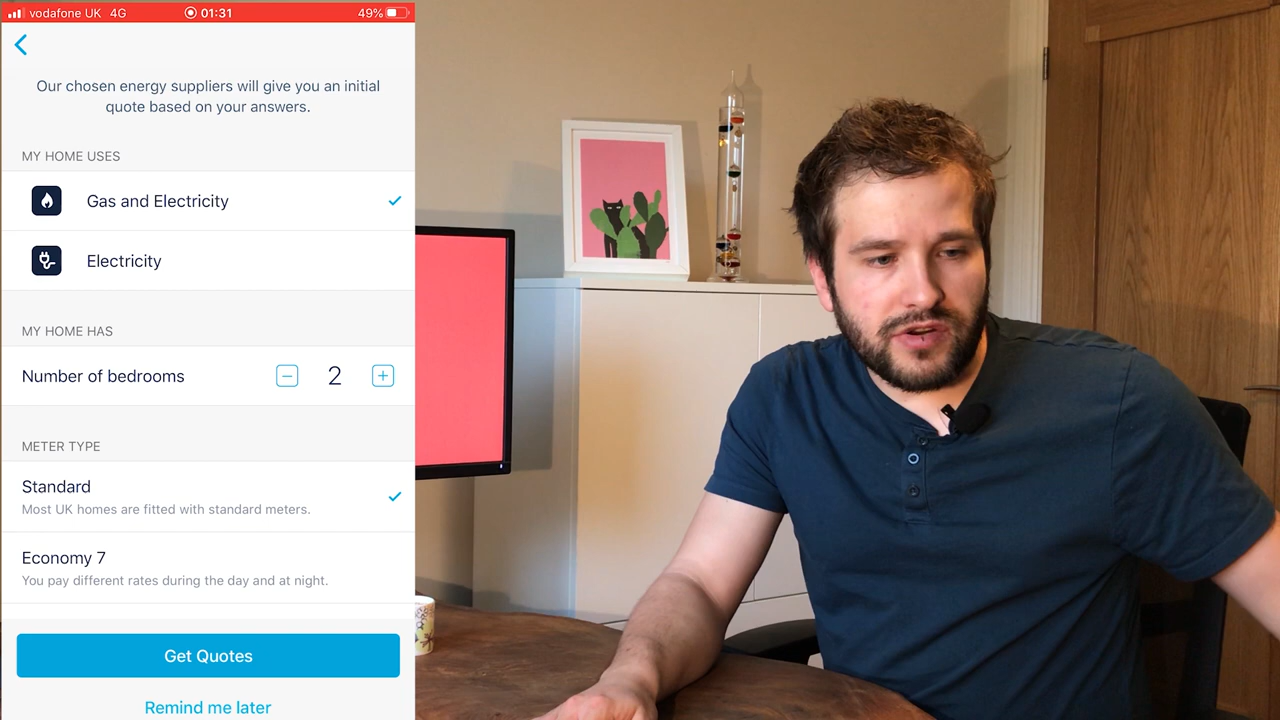 vodafone UK 4G 01:31 49%
Our chosen energy suppliers will give you an initial
quote based on your answers.
MY HOME USES
Gas and Electricity
Electricity
MY HOME HAS
Number of bedrooms 2
METER TYPE
Standard
Most UK homes are fitted with standard meters.
Economy 7
You pay different rates during the day and at night.
Get Quotes
Remind me later